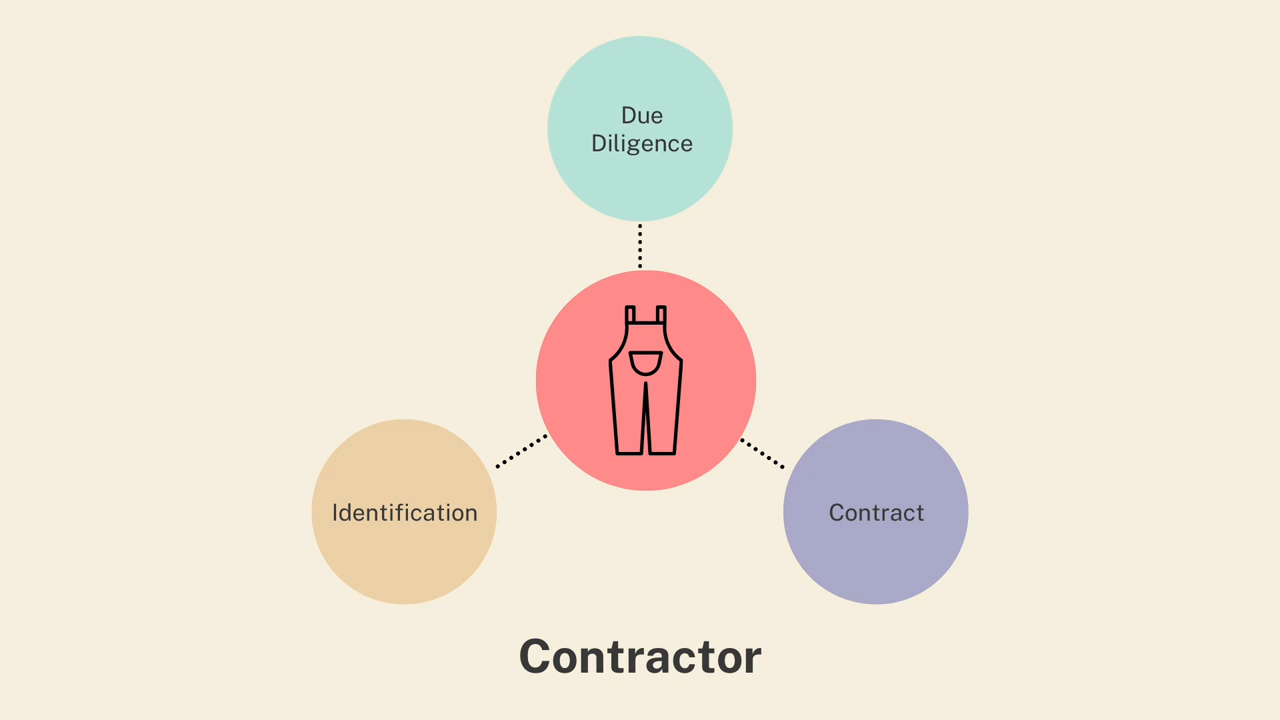 Due
Diligence
Identification
Contract
Contractor